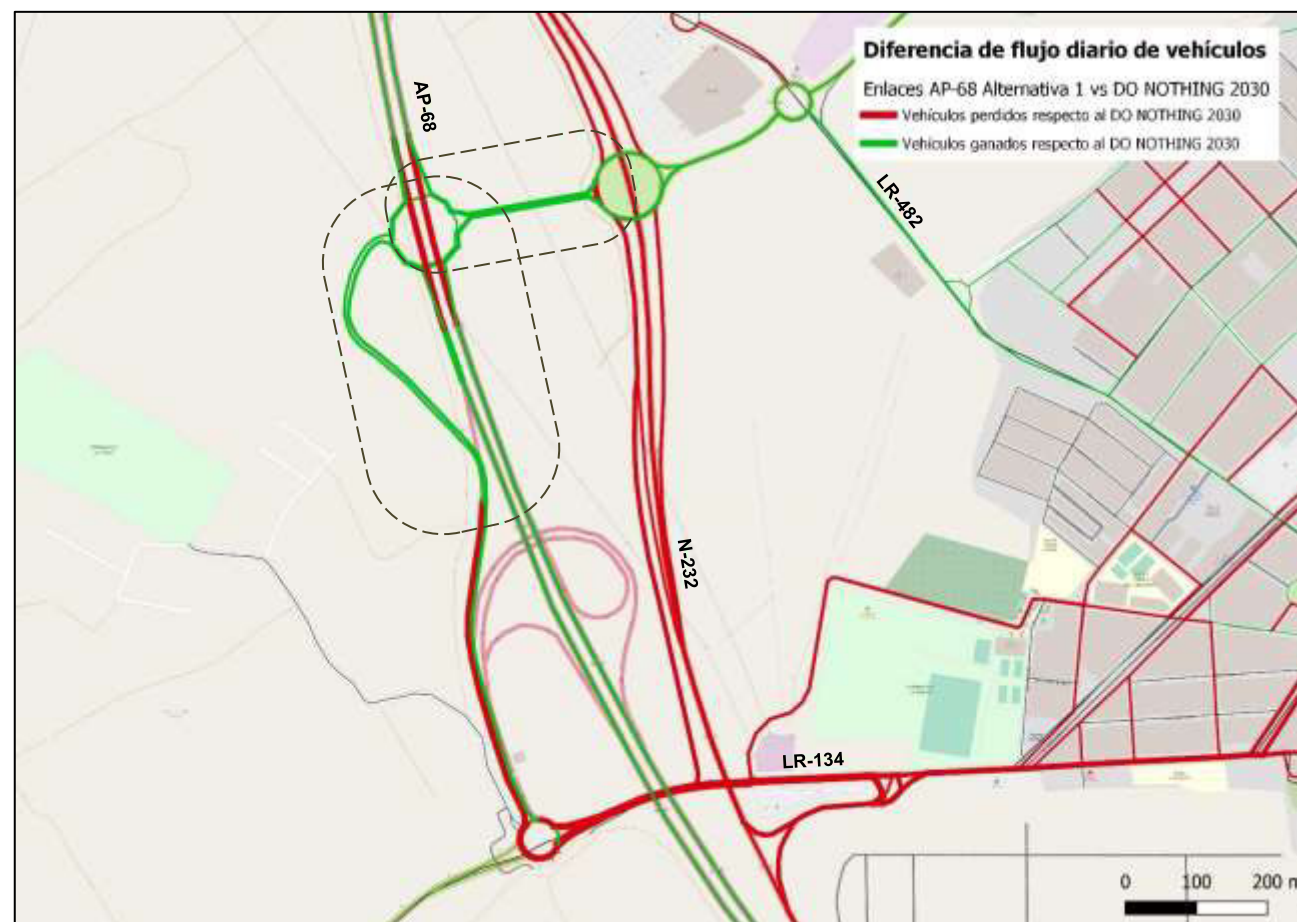 Diferencia de flujo diario de vehículos
Enlaces AP-68 Alternativa 1 vs DO NOTHING 2030
Vehículos perdidos respecto al DO NOTHING 2030
Vehículos ganados respecto al DO NOTHING 2030
AP-68
LR-482
N-232
LR-134
0 100 200 m